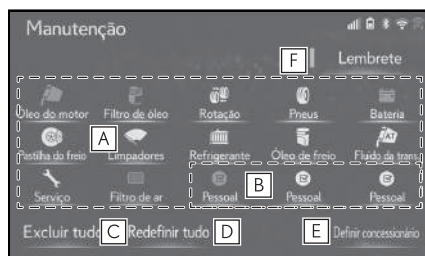 Manutenção
F Lembrete
Óleo do motor Filtro de óleo Rotação Pneus Bateria
A
Pastilha do freio Limpadores Refrigerante Óleo de freio Fluido da trans.
B
Serviço Filtro de ar Pessoal Pessoal Pessoal
Excluir tudo C Redefinir tudo D E Definir concessionário